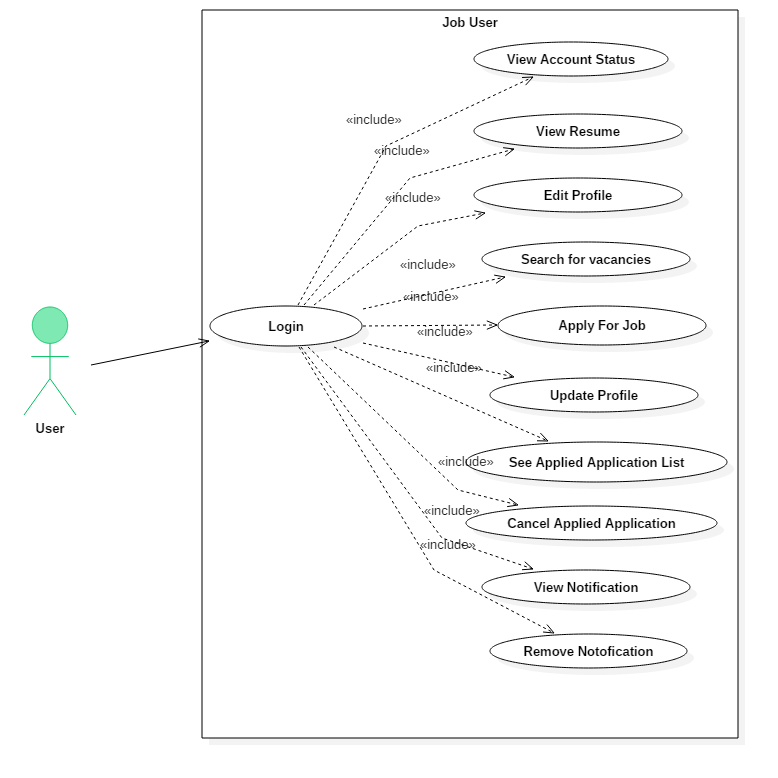 Job User
View Account Status
«include»
View Resume
«include»
Edit Profile
«include»
Search for vacancies
«include»
«include»
Login
Apply For Job
«include»
«include»
Update Profile
User
«include»
See Applied Application List
«include»
Cancel Applied Application
«include»
View Notification
Remove Notofication